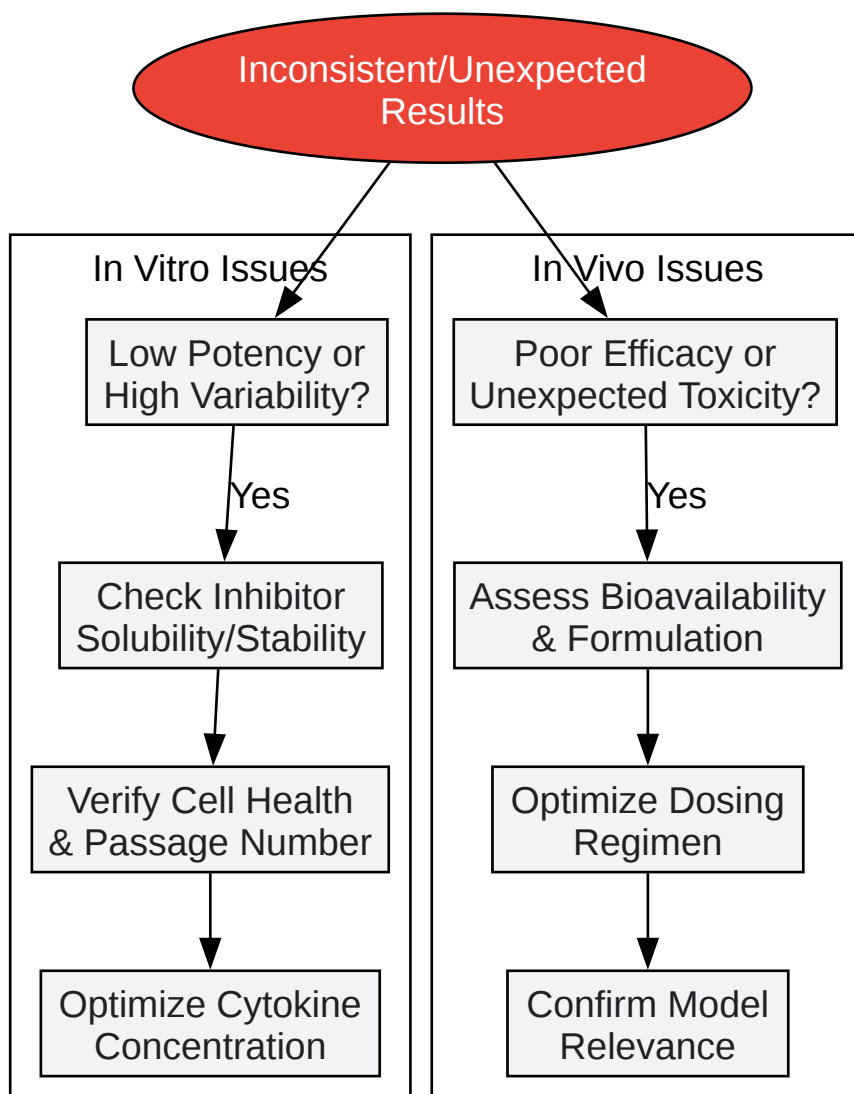 Inconsistent/Unexpected
Results
In Vitro Issues
Low Potency or
High Variability?
Yes
Check Inhibitor
Solubility/Stability
Verify Cell Health
& Passage Number
Optimize Cytokine
Concentration
In Vivo Issues
Poor Efficacy or
Unexpected Toxicity?
Yes
Assess Bioavailability
& Formulation
Optimize Dosing
Regimen
Confirm Model
Relevance